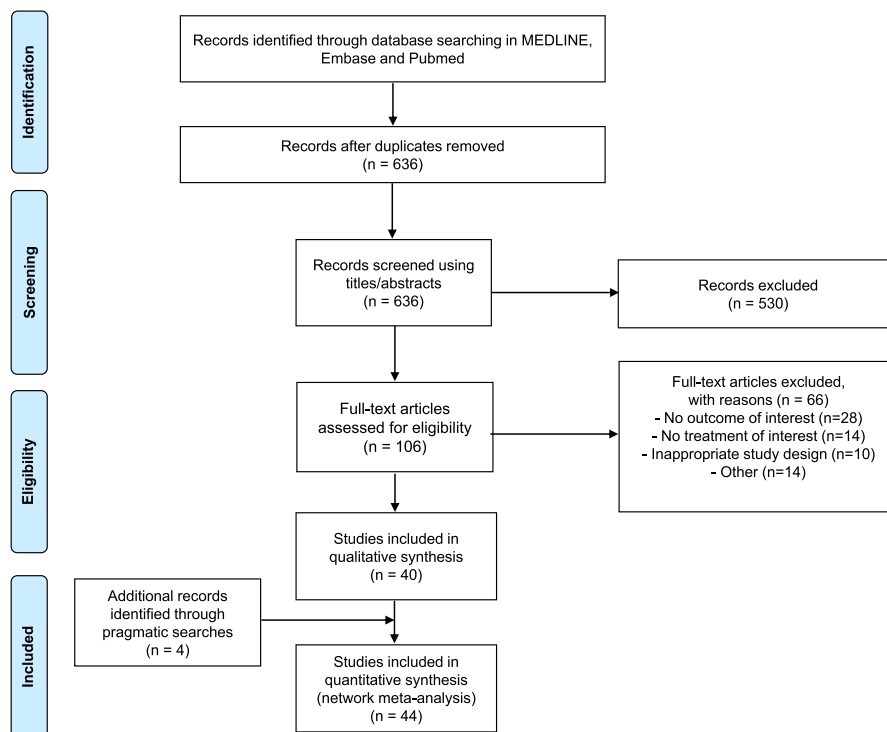 Identification
Records identified through database searching in MEDLINE,
Embase and Pubmed
Records after duplicates removed
(n = 636)
Screening
Records screened using
titles/abstracts
(n = 636)
Records excluded
(n = 530)
Eligibility
Full-text articles
assessed for eligibility
(n = 106)
Full-text articles excluded,
with reasons (n = 66)
- No outcome of interest (n=28)
- No treatment of interest (n=14)
- Inappropriate study design (n=10)
- Other (n=14)
Studies included in
qualitative synthesis
(n = 40)
Included
Additional records
identified through
pragmatic searches
(n = 4)
Studies included in
quantitative synthesis
(network meta-analysis)
(n = 44)